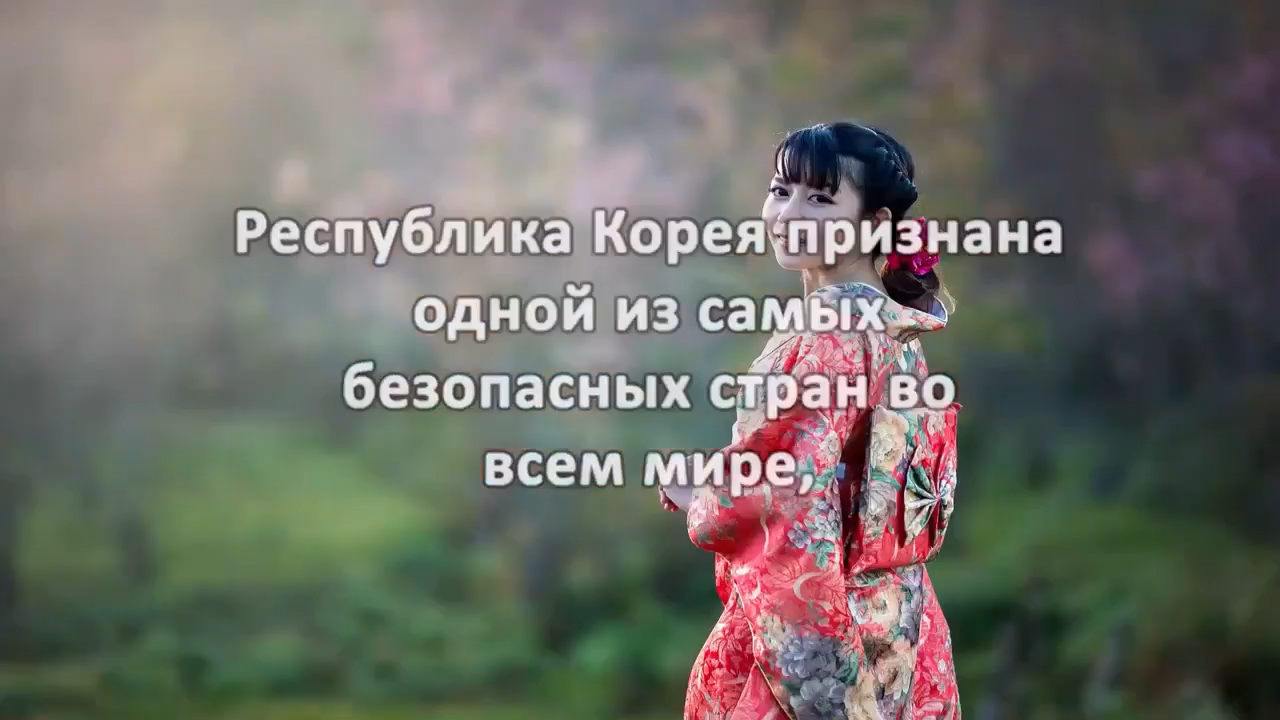 Республика Корея признана
одной из самых
безопасных стран во
всем мире,